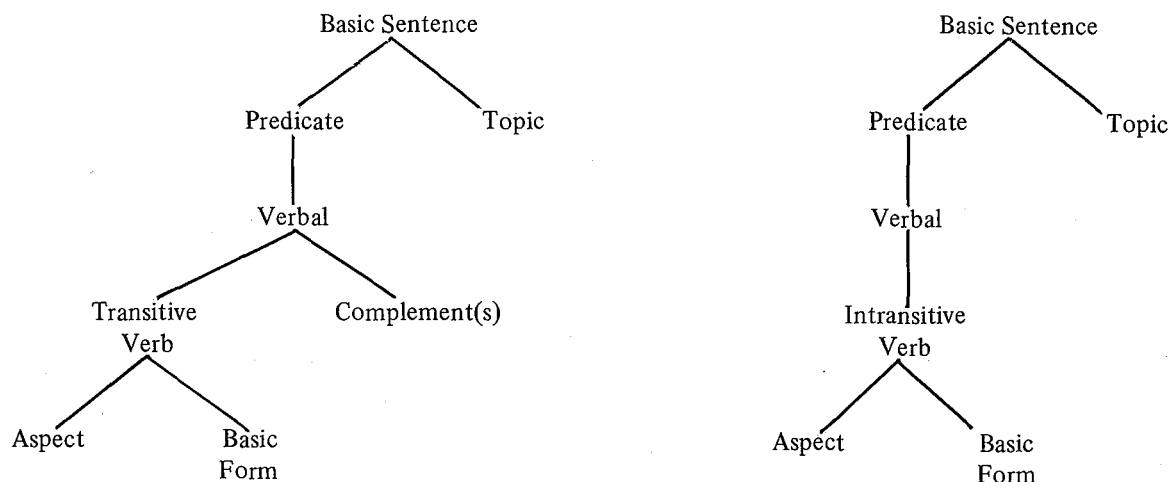 Basic Sentence
Basic Sentence
Predicate
Topic
Predicate
Topic
Verbal
Verbal
Transitive
Verb
Complement(s)
Intransitive
Verb
Aspect
Basic
Form
Aspect
Basic
Form